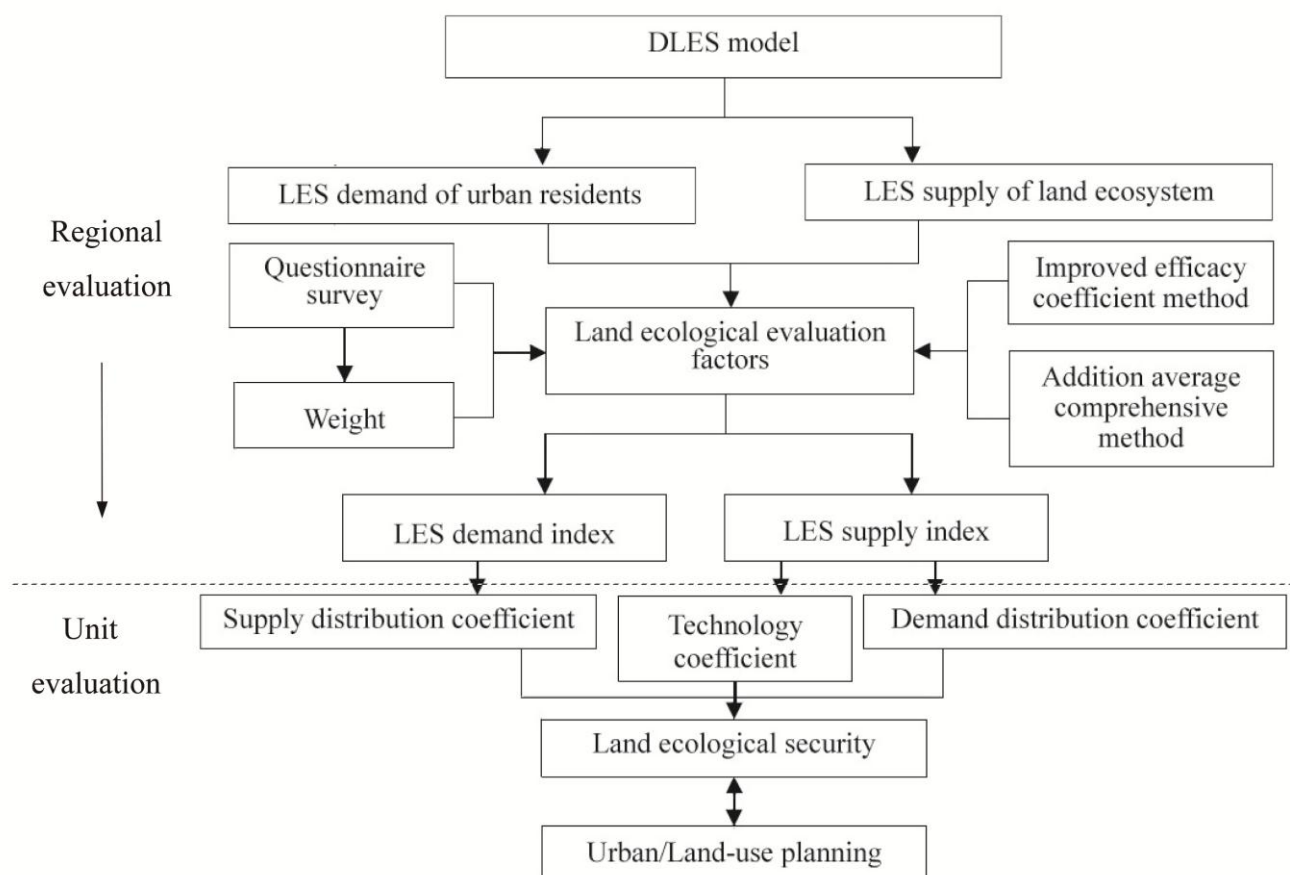 DLES model
LES demand of urban residents
LES supply of land ecosystem
Regional
evaluation
Questionnaire
survey
Improved efficacy
coefficient method
Land ecological evaluation
factors
Weight
Addition average
comprehensive
method
LES demand index
LES supply index
Unit
evaluation
Supply distribution coefficient
Technology
coefficient
Demand distribution coefficient
Land ecological security
Urban/Land-use planning